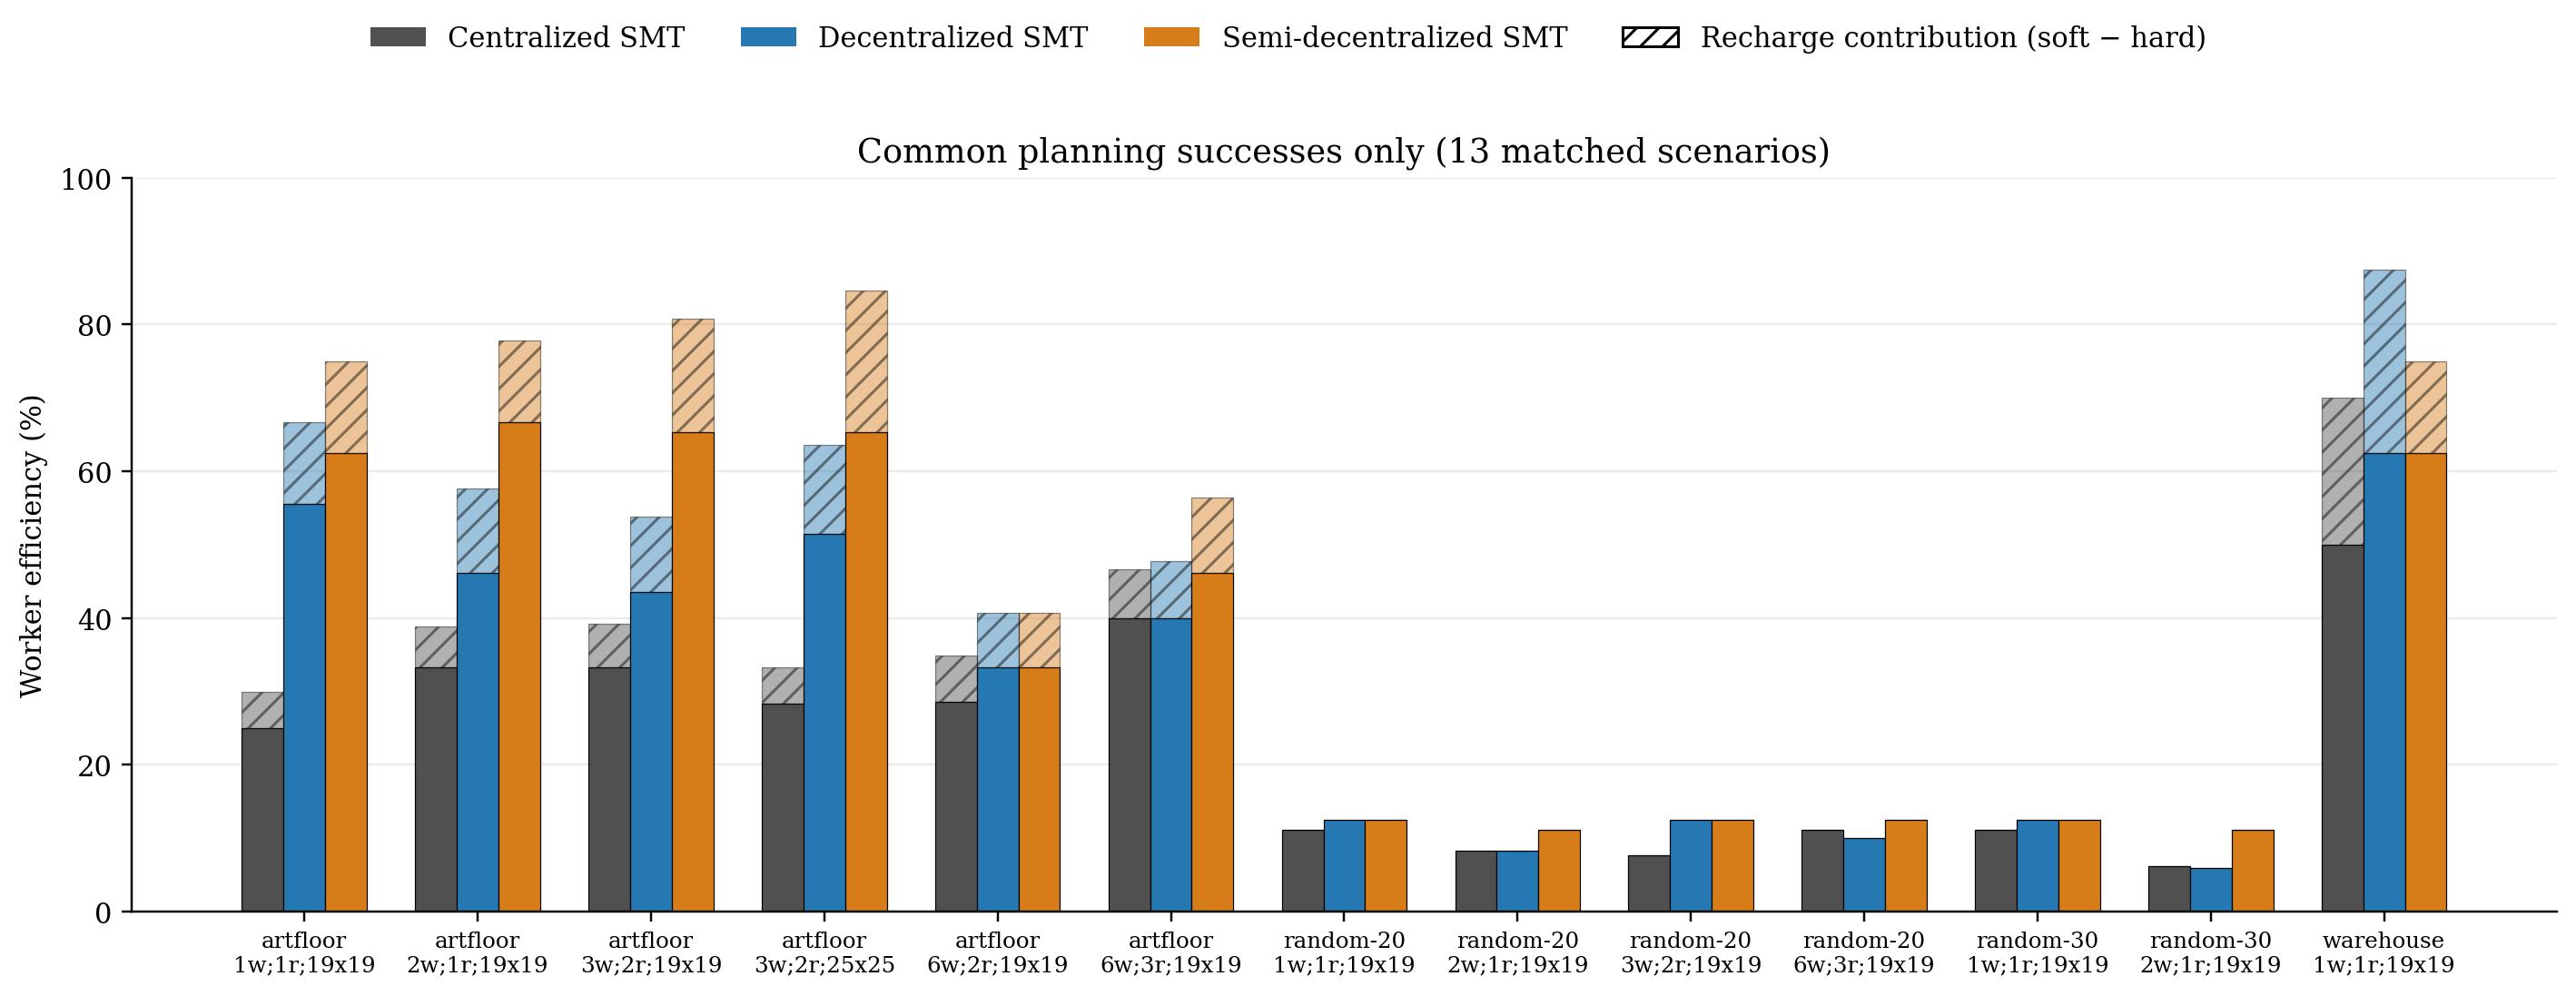 Centralized SMT Decentralized SMT Semi-decentralized SMT Recharge contribution (soft − hard)
Common planning successes only (13 matched scenarios)
Worker efficiency (%)
100
80
60
40
20
0
artfloor artfloor artfloor artfloor artfloor artfloor random-20 random-20 random-20 random-20 random-30 random-30 warehouse
1w;1r;19x19 2w;1r;19x19 3w;2r;19x19 3w;2r;25x25 6w;2r;19x19 6w;3r;19x19 1w;1r;19x19 2w;1r;19x19 3w;2r;19x19 6w;3r;19x19 1w;1r;19x19 2w;1r;19x19 1w;1r;19x19